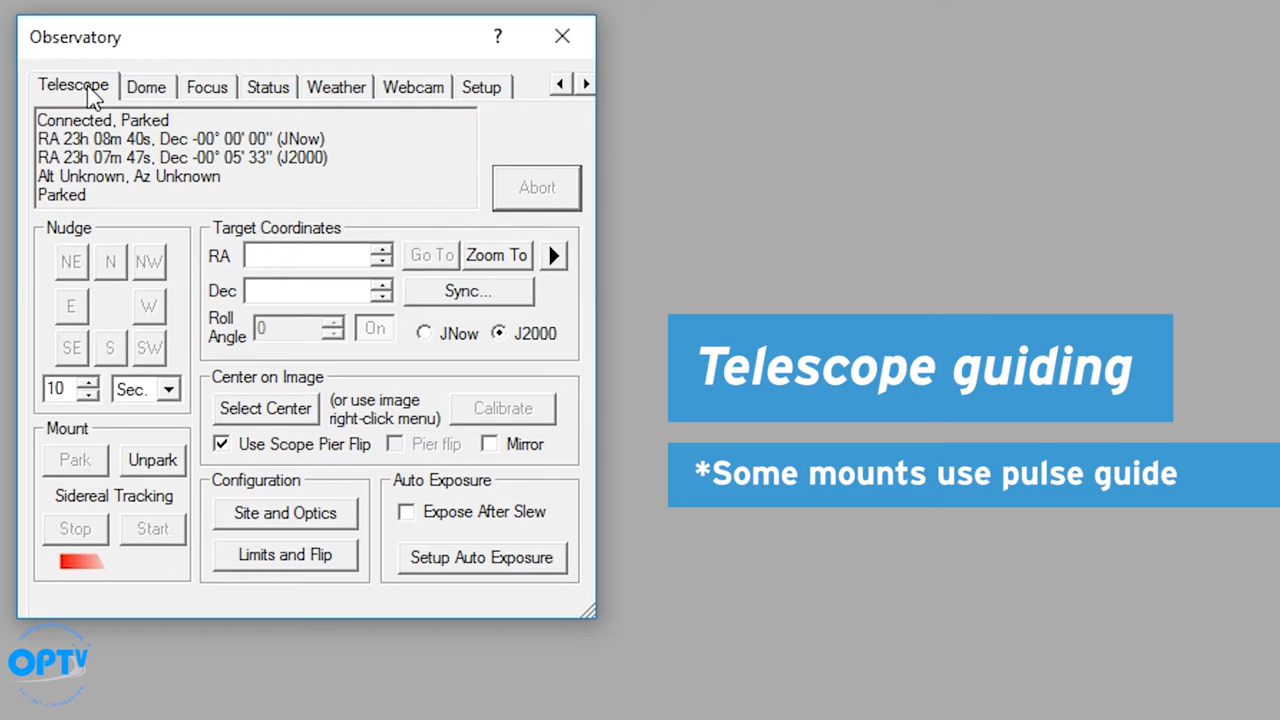 Observatory
?
Telescope
Dome
Focus
Status
Weather
Webcam
Setup
Connected, Parked
RA 23h 08m 40s, Dec -00° 00' 00" (JNow)
RA 23h 07m 47s, Dec -00° 05' 33" (J2000)
Alt Unknown, Az Unknown
Parked
Abort
Nudge
NE N NW
E W
SE S SW
10 Sec.
Target Coordinates
RA Go To Zoom To
Dec Sync...
Roll
Angle 0 On JNow J2000
Center on Image
Select Center (or use image
right-click menu) Calibrate
Use Scope Pier Flip Pier flip Mirror
Mount
Park Unpark
Sidereal Tracking
Stop Start
Configuration
Site and Optics
Limits and Flip
Auto Exposure
Expose After Slew
Setup Auto Exposure
Telescope guiding
*Some mounts use pulse guide
OPTV